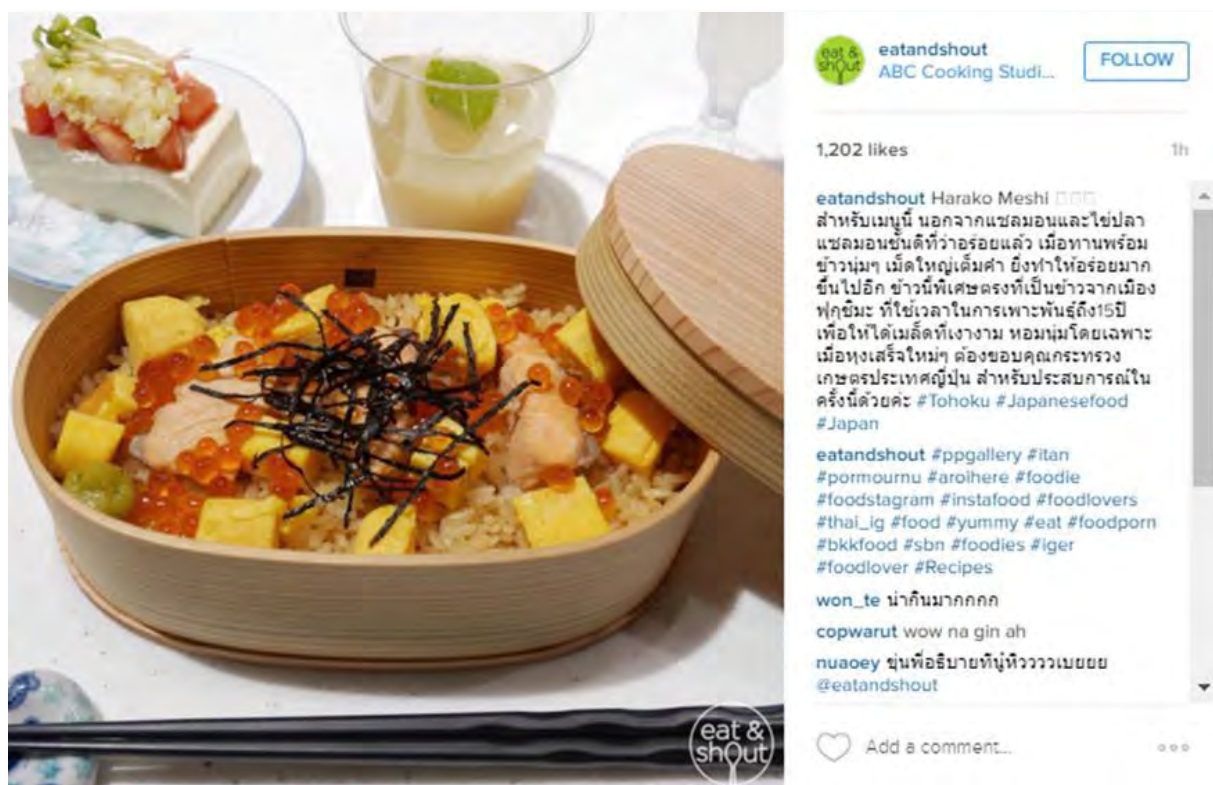 eat & shout
eatandshout
ABC Cooking Studi...
FOLLOW
1,202 likes
1h
eatandshout Harako Meshi
สำหรับเมนูนี้ นอกจากแซลมอนและไข่ปลา
แซลมอนชั้นดีที่ว่าอร่อยแล้ว เมื่อทานพร้อม
ข้าวนุ่มๆ เม็ดใหญ่เต็มคำ ยิ่งทำให้อร่อยมาก
ขึ้นไปอีก ข้าวนี้พิเศษตรงที่เป็นข้าวจากเมือง
ฟุกุชิมะ ที่ใช้เวลาในการเพาะพันธุ์ถึง15ปี
เพื่อให้ได้เมล็ดที่เงางาม หอมนุ่มโดยเฉพาะ
เมื่อหุงเสร็จใหม่ๆ ต้องขอบคุณกระทรวง
เกษตรประเทศญี่ปุ่น สำหรับประสบการณ์ใน
ครั้งนี้ด้วยค่ะ #Tohoku #Japanesefood
#Japan
eatandshout #ppgallery #itan
#pormournu #aroihere #foodie
#foodstagram #instafood #foodlovers
#thai_ig #food #yummy #eat #foodporn
#bkkfood #sbn #foodies #iger
#foodlover #Recipes
won_te น่ากินมากกกก
copwarut wow na gin ah
nuaoey ขุ่นพี่อธิบายทีนู๋หิววววเบยยย
@eatandshout
eat &
shout
Add a comment...